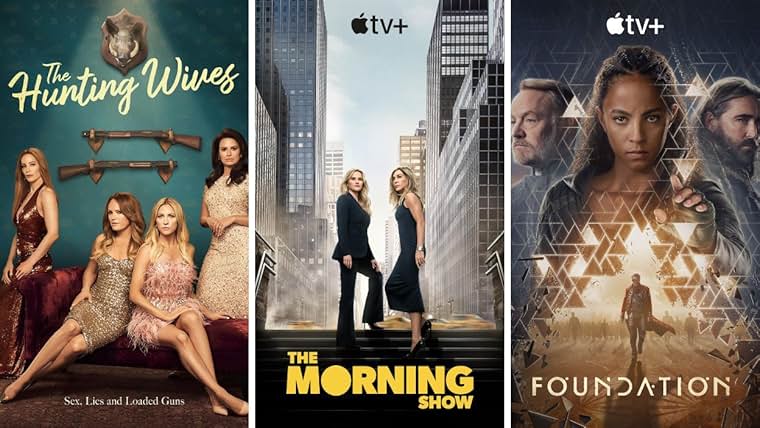 The
Hunting Wives
Sex, Lies and Loaded Guns
tv+
THE
MORNING
SHOW
tv+
FOUNDATION